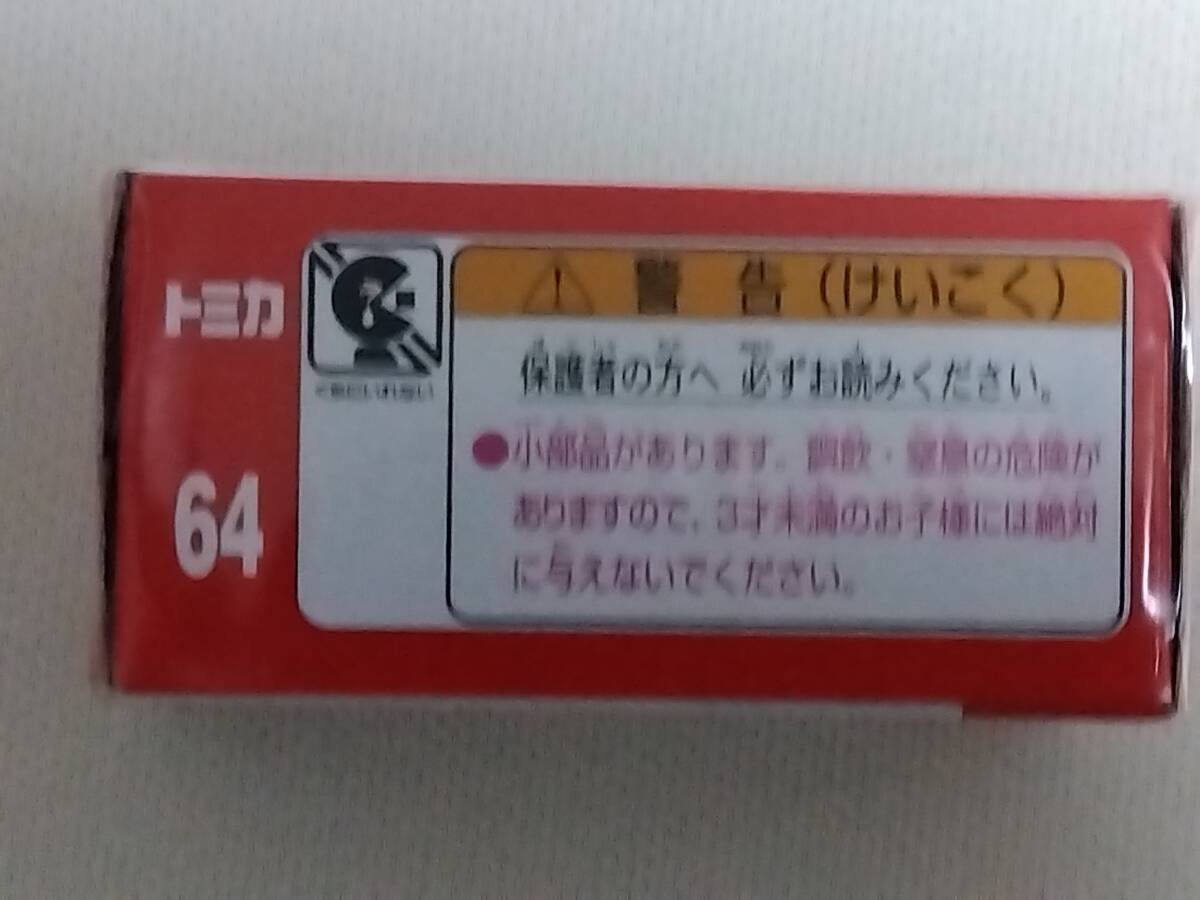 トミカ
64
警 告 (けいこく)
保護者の方へ 必ずお読みください。
●小部品があります。誤飲・窒息の危険が
ありますので、3才未満のお子様には絶対
に与えないでください。